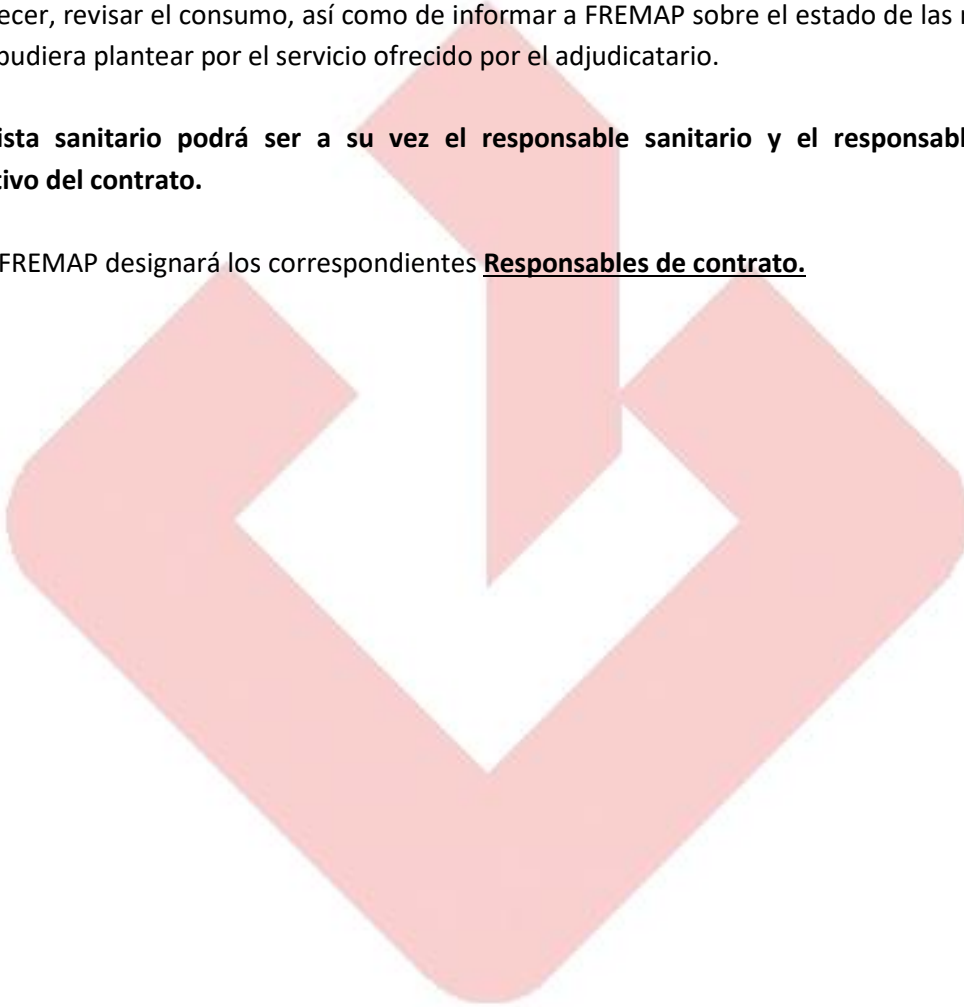 ecer, revisar el consumo, así como de informar a FREMAP sobre el estado de las
pudiera plantear por el servicio ofrecido por el adjudicatario.
ista sanitario podrá ser a su vez el responsable sanitario y el responsabl
tivo del contrato.
FREMAP designará los correspondientes Responsables de contrato.